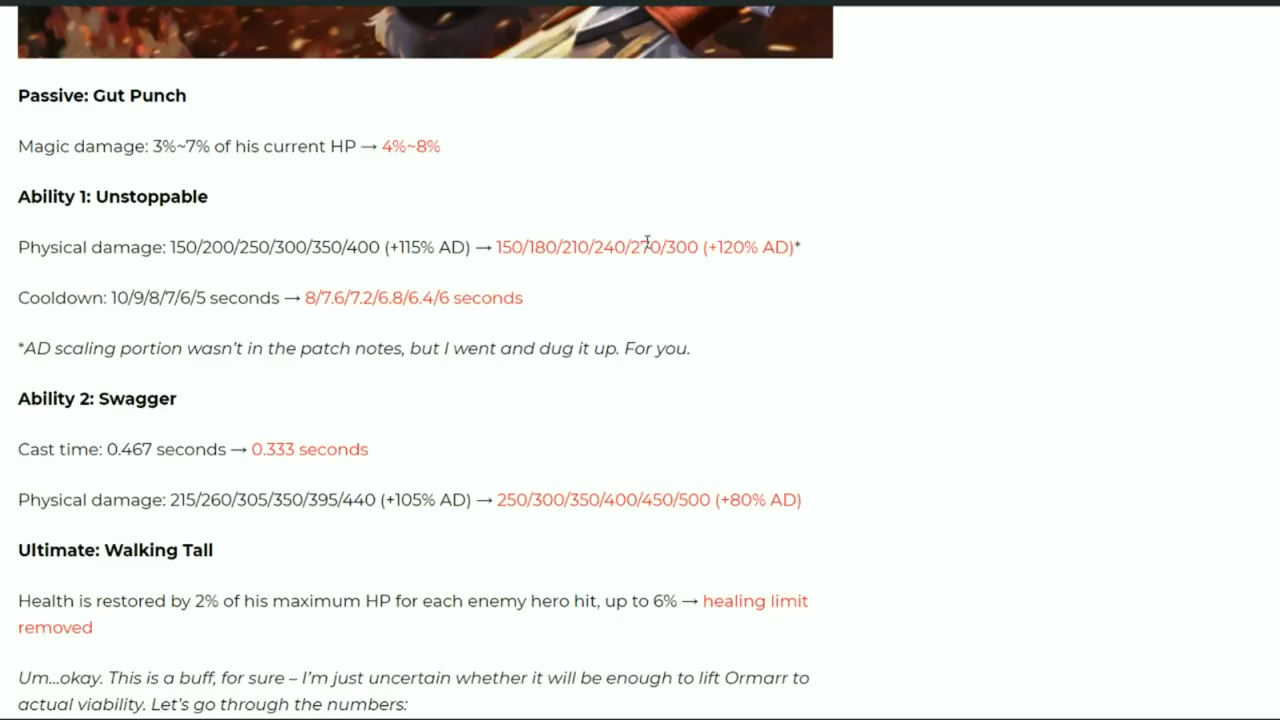 Passive: Gut Punch
Magic damage: 3%~7% of his current HP → 4%~8%
Ability 1: Unstoppable
Physical damage: 150/200/250/300/350/400 (+115% AD) → 150/180/210/240/270/300 (+120% AD)*
Cooldown: 10/9/8/7/6/5 seconds → 8/7.6/7.2/6.8/6.4/6 seconds
*AD scaling portion wasn't in the patch notes, but I went and dug it up. For you.
Ability 2: Swagger
Cast time: 0.467 seconds → 0.333 seconds
Physical damage: 215/260/305/350/395/440 (+105% AD) → 250/300/350/400/450/500 (+80% AD)
Ultimate: Walking Tall
Health is restored by 2% of his maximum HP for each enemy hero hit, up to 6% → healing limit
removed
Um…okay. This is a buff, for sure – I'm just uncertain whether it will be enough to lift Ormarr to
actual viability. Let's go through the numbers: